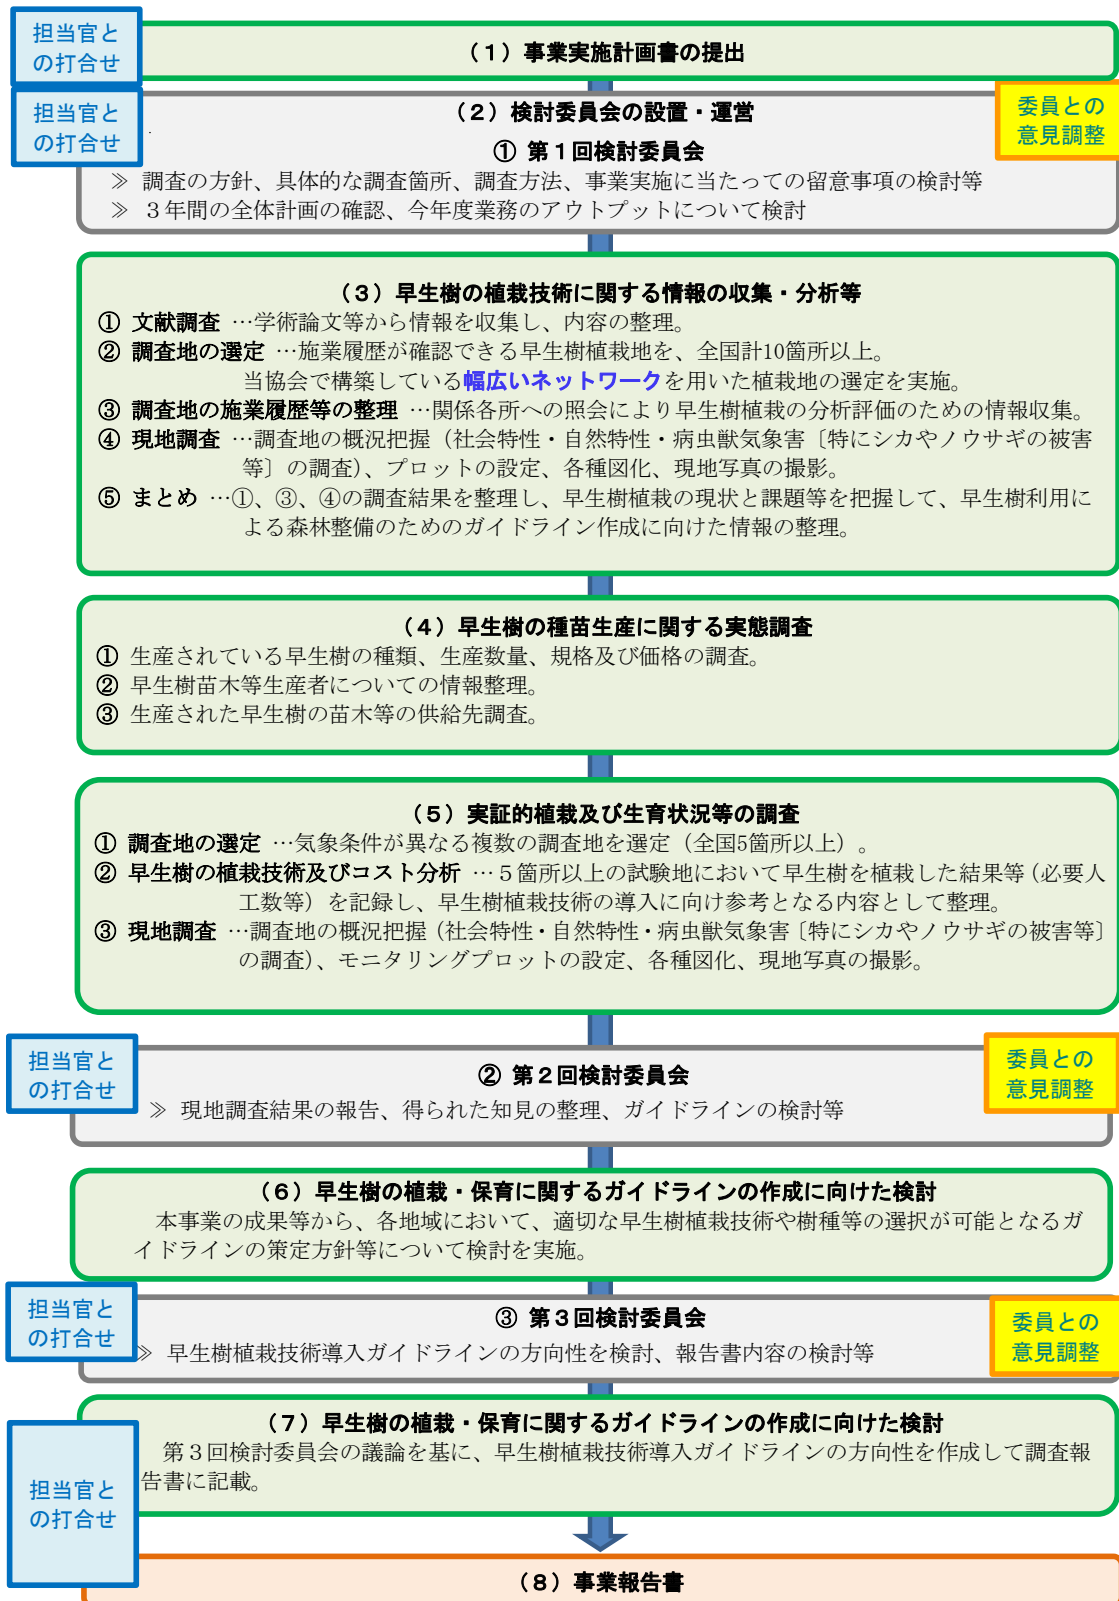 担当官と
の打合せ
（１）事業実施計画書の提出
担当官と
の打合せ
（２）検討委員会の設置・運営
委員との
意見調整
① 第１回検討委員会
≫ 調査の方針、具体的な調査箇所、調査方法、事業実施に当たっての留意事項の検討等
≫ ３年間の全体計画の確認、今年度業務のアウトプットについて検討
（３）早生樹の植栽技術に関する情報の収集・分析等
① 文献調査 …学術論文等から情報を収集し、内容の整理。
② 調査地の選定 …施業履歴が確認できる早生樹植栽地を、全国計10箇所以上。
当協会で構築している幅広いネットワークを用いた植栽地の選定を実施。
③ 調査地の施業履歴等の整理 …関係各所への照会により早生樹植栽の分析評価のための情報収集。
④ 現地調査 …調査地の概況把握（社会特性・自然特性・病虫獣気象害〔特にシカやノウサギの被害
等〕の調査）、プロットの設定、各種図化、現地写真の撮影。
⑤ まとめ …①、③、④の調査結果を整理し、早生樹植栽の現状と課題等を把握して、早生樹利用に
よる森林整備のためのガイドライン作成に向けた情報の整理。
（４）早生樹の種苗生産に関する実態調査
① 生産されている早生樹の種類、生産数量、規格及び価格の調査。
② 早生樹苗木等生産者についての情報整理。
③ 生産された早生樹の苗木等の供給先調査。
（５）実証的植栽及び生育状況等の調査
① 調査地の選定 …気象条件が異なる複数の調査地を選定（全国5箇所以上）。
② 早生樹の植栽技術及びコスト分析 …５箇所以上の試験地において早生樹を植栽した結果等（必要人
工数等）を記録し、早生樹植栽技術の導入に向け参考となる内容として整理。
③ 現地調査 …調査地の概況把握（社会特性・自然特性・病虫獣気象害〔特にシカやノウサギの被害等〕
の調査）、モニタリングプロットの設定、各種図化、現地写真の撮影。
担当官と
の打合せ
② 第２回検討委員会
委員との
意見調整
≫ 現地調査結果の報告、得られた知見の整理、ガイドラインの検討等
（６）早生樹の植栽・保育に関するガイドラインの作成に向けた検討
本事業の成果等から、各地域において、適切な早生樹植栽技術や樹種等の選択が可能となるガ
イドラインの策定方針等について検討を実施。
担当官と
の打合せ
③ 第３回検討委員会
委員との
意見調整
≫ 早生樹植栽技術導入ガイドラインの方向性を検討、報告書内容の検討等
（７）早生樹の植栽・保育に関するガイドラインの作成に向けた検討
第３回検討委員会の議論を基に、早生樹植栽技術導入ガイドラインの方向性を作成して調査報
告書に記載。
担当官と
の打合せ
（８）事業報告書